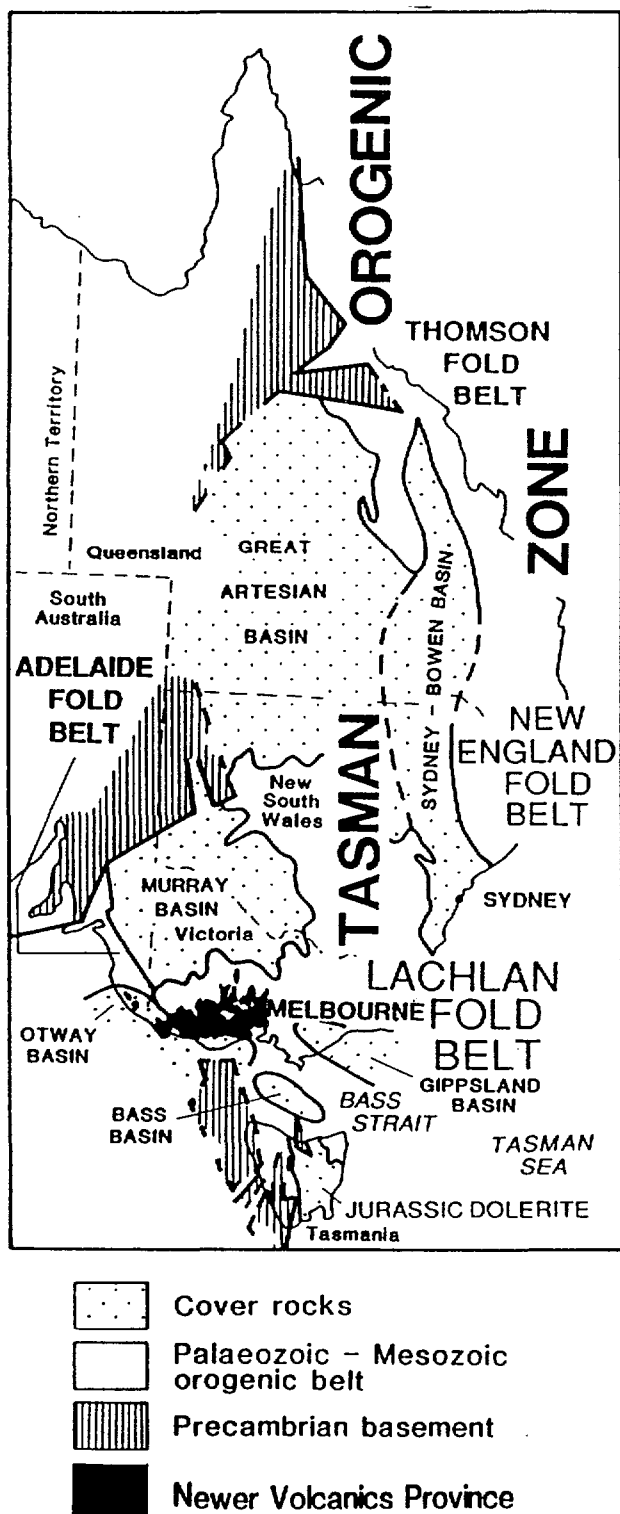 OROGENIC
THOMSON
FOLD
BELT
ZONE
Northern Territory
Queensland
GREAT
ARTESIAN
BASIN
South
Australia
SYDNEY - BOWEN BASIN
ADELAIDE
FOLD
BELT
NEW
ENGLAND
FOLD
BELT
TASMAN
New
South
Wales
MURRAY
BASIN
Victoria
SYDNEY
LACHLAN
FOLD
BELT
MELBOURNE
OTWAY
BASIN
GIPPSLAND
BASIN
BASS
BASIN
BASS
STRAIT
TASMAN
SEA
JURASSIC DOLERITE
Tasmania
Cover rocks
Palaeozoic - Mesozoic
orogenic belt
Precambrian basement
Newer Volcanics Province